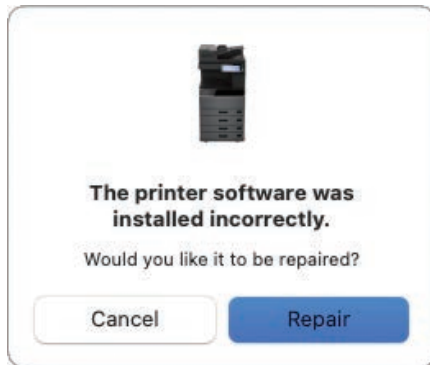 The printer software was
installed incorrectly.
Would you like it to be repaired?
Cancel
Repair